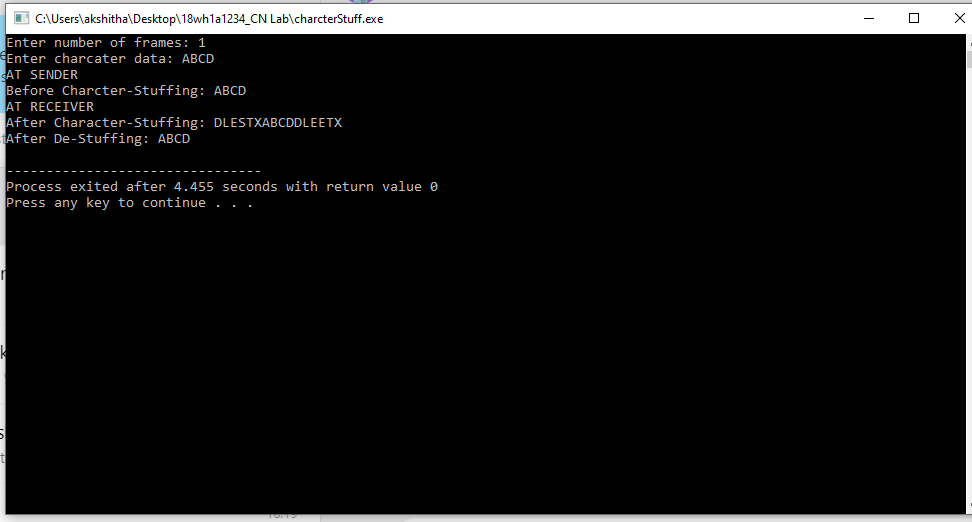 C:\Users\akshitha\Desktop\18wh1a1234_CN Lab\charcterStuff.exe
Enter number of frames: 1
Enter charcater data: ABCD
AT SENDER
Before Charcter-Stuffing: ABCD
AT RECEIVER
After Character-Stuffing: DLESTXABCDDLEETX
After De-Stuffing: ABCD
--------------------------------
Process exited after 4.455 seconds with return value 0
Press any key to continue . . .